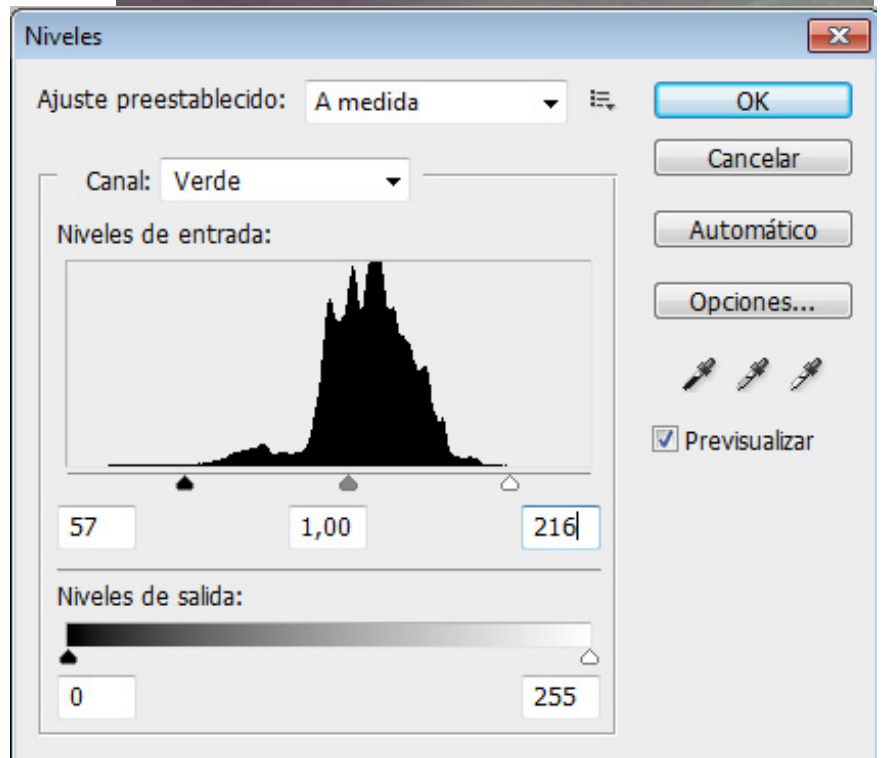 Niveles
Ajuste preestablecido: A medida
OK
Cancelar
Canal: Verde
Automático
Niveles de entrada:
Opciones...
Previsualizar
57 1,00 216
Niveles de salida:
0 255